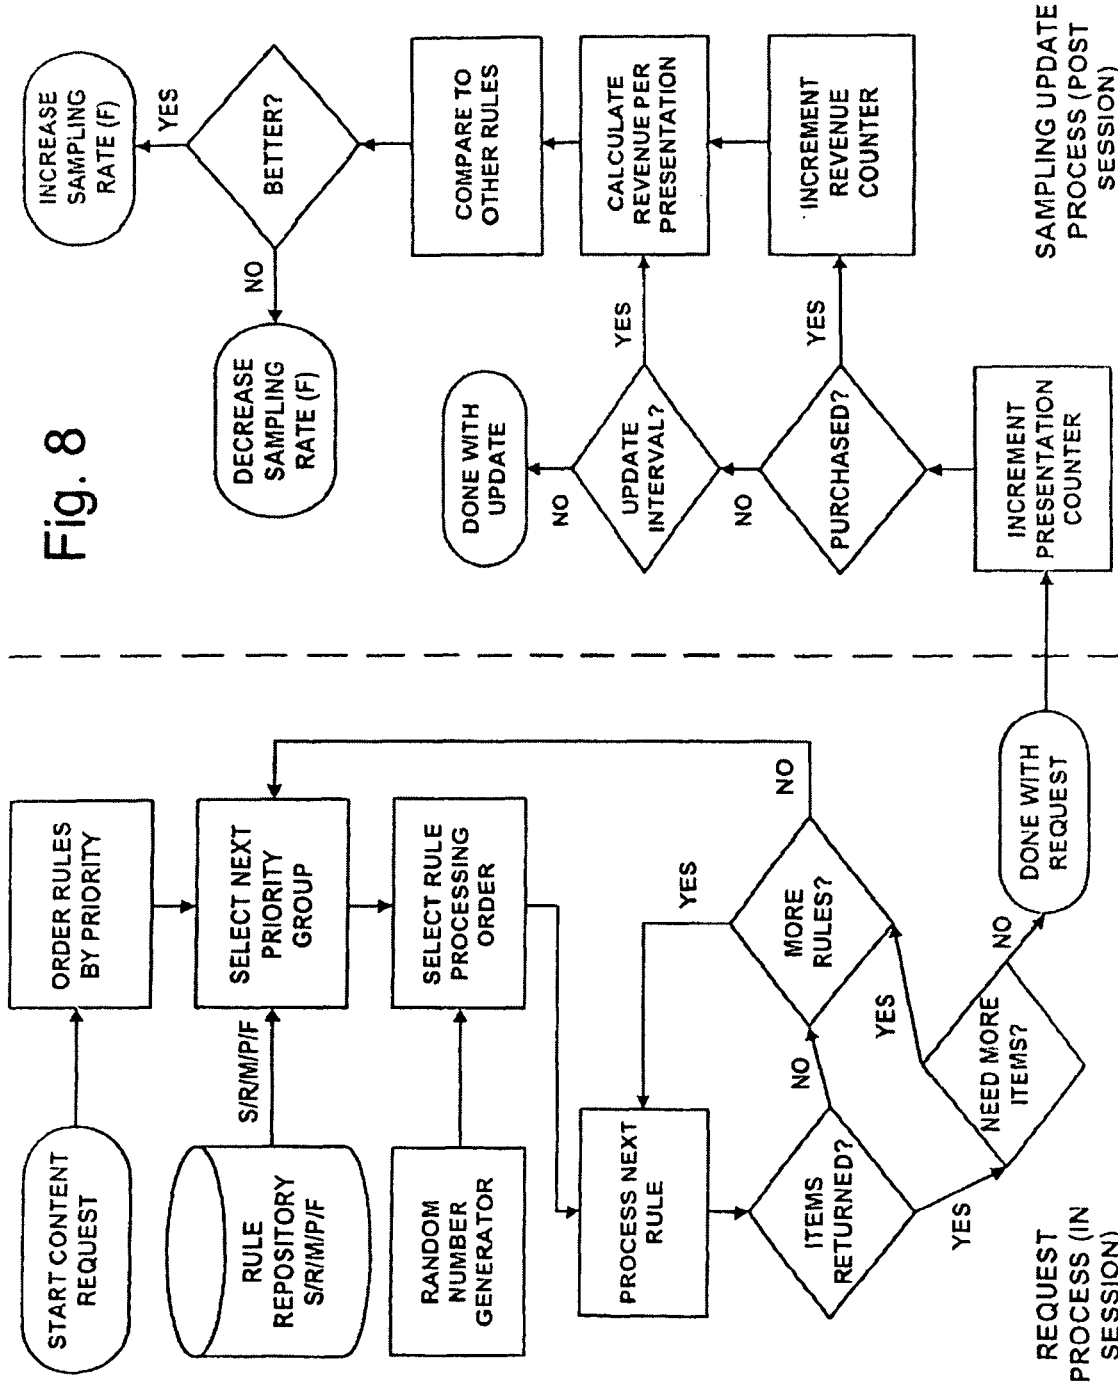 Fig. 8
START CONTENT
REQUEST
ORDER RULES
BY PRIORITY
RULE
REPOSITORY
S/R/M/P/F
S/R/M/P/F
SELECT NEXT
PRIORITY
GROUP
RANDOM
NUMBER
GENERATOR
SELECT RULE
PROCESSING
ORDER
PROCESS NEXT
RULE
ITEMS
RETURNED?
NO
YES
MORE
RULES?
YES
NO
NEED MORE
ITEMS?
YES
NO
DONE WITH
REQUEST
REQUEST
PROCESS (IN
SESSION)
INCREMENT
PRESENTATION
COUNTER
PURCHASED?
YES
NO
INCREMENT
REVENUE
COUNTER
UPDATE
INTERVAL?
YES
NO
DONE WITH
UPDATE
CALCULATE
REVENUE PER
PRESENTATION
COMPARE TO
OTHER RULES
BETTER?
NO
YES
DECREASE
SAMPLING
RATE (F)
INCREASE
SAMPLING
RATE (F)
SAMPLING UPDATE
PROCESS (POST
SESSION)